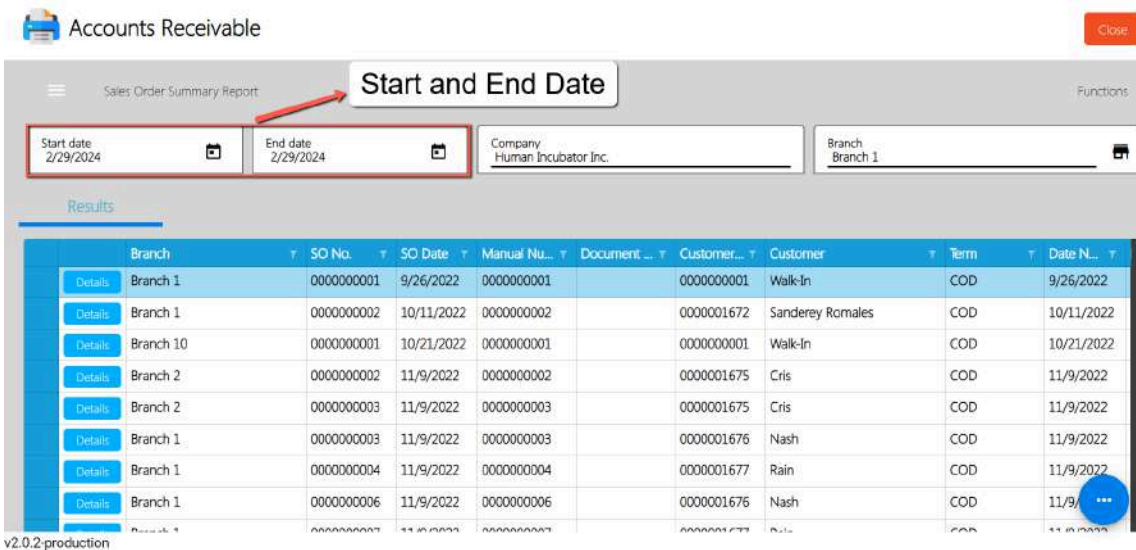 Accounts Receivable
Close
Sales Order Summary Report
Start and End Date
Functions
Start date
2/29/2024
End date
2/29/2024
Company
Human Incubator Inc.
Branch
Branch 1
Results
Branch SO No. SO Date Manual Nu... Document ... Customer... Customer Term Date N...
Details Branch 1 0000000001 9/26/2022 0000000001 0000000001 Walk-In COD 9/26/2022
Details Branch 1 0000000002 10/11/2022 0000000002 0000001672 Sanderey Romales COD 10/11/2022
Details Branch 10 0000000001 10/21/2022 0000000001 0000000001 Walk-In COD 10/21/2022
Details Branch 2 0000000002 11/9/2022 0000000002 0000001675 Cris COD 11/9/2022
Details Branch 2 0000000003 11/9/2022 0000000003 0000001675 Cris COD 11/9/2022
Details Branch 1 0000000003 11/9/2022 0000000003 0000001676 Nash COD 11/9/2022
Details Branch 1 0000000004 11/9/2022 0000000004 0000001677 Rain COD 11/9/2022
Details Branch 1 0000000006 11/9/2022 0000000006 0000001676 Nash COD 11/9/
v2.0.2-production